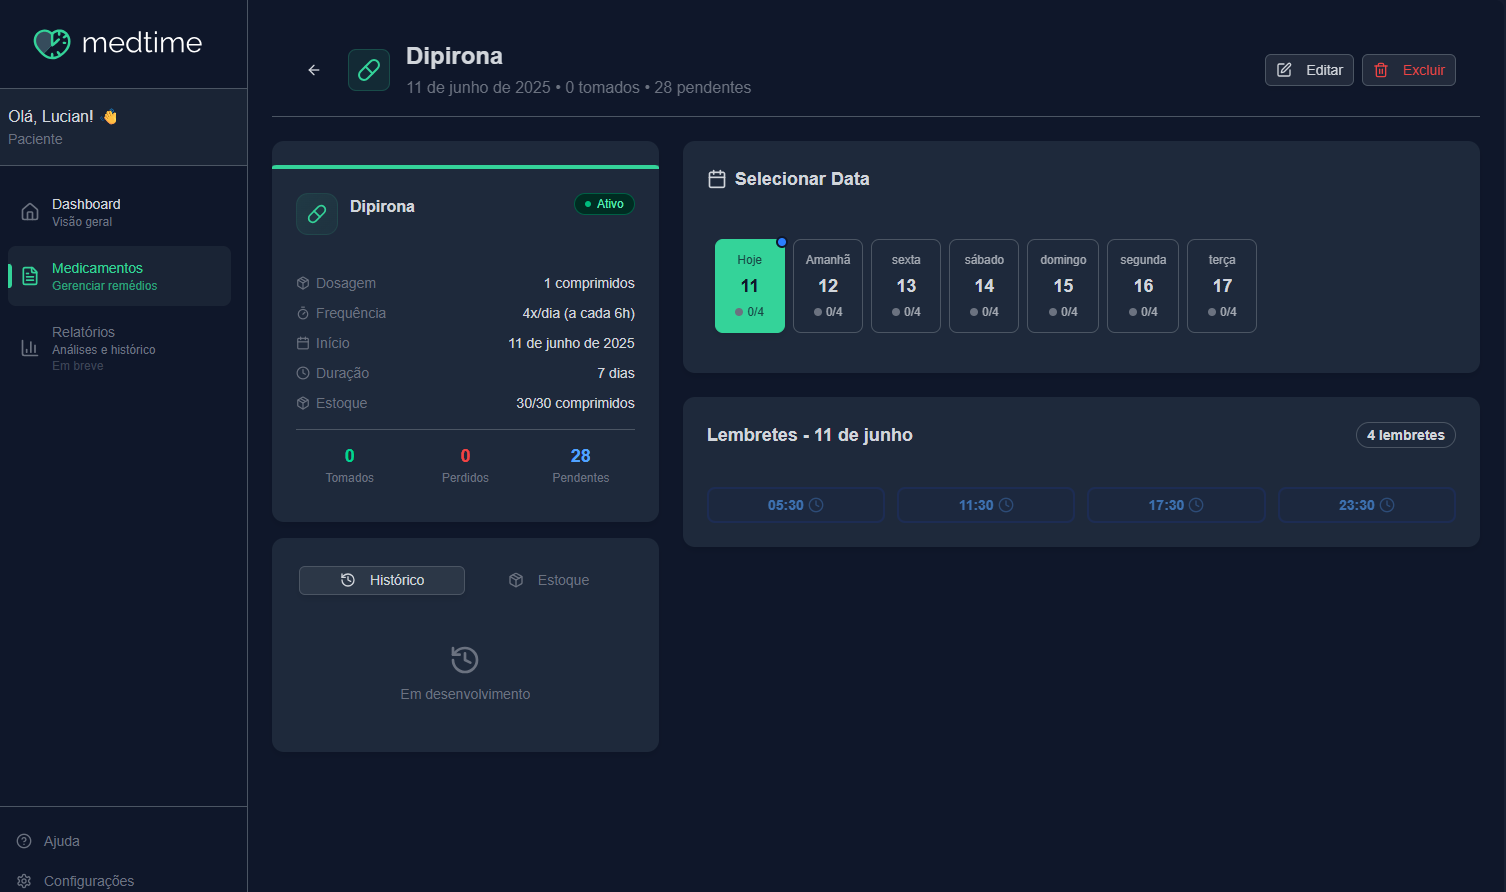 medtime
Olá, Lucian! 👋
Paciente
Dashboard
Visão geral
Medicamentos
Gerenciar remédios
Relatórios
Análises e histórico
Em breve
Ajuda
Configurações
Dipirona
11 de junho de 2025 • 0 tomados • 28 pendentes
Editar
Excluir
Dipirona
Ativo
Dosagem 1 comprimidos
Frequência 4x/dia (a cada 6h)
Início 11 de junho de 2025
Duração 7 dias
Estoque 30/30 comprimidos
0 0 28
Tomados Perdidos Pendentes
Histórico Estoque
Em desenvolvimento
Selecionar Data
Hoje Amanhã sexta sábado domingo segunda terça
11 12 13 14 15 16 17
0/4 0/4 0/4 0/4 0/4 0/4 0/4
Lembretes - 11 de junho
4 lembretes
05:30 11:30 17:30 23:30